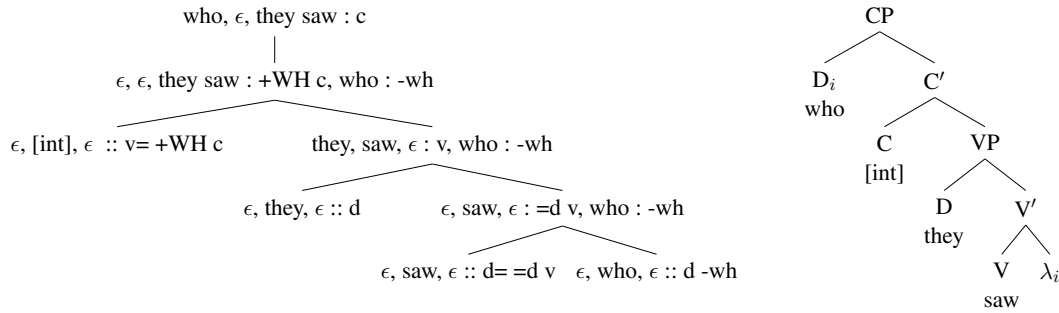 who, ϵ, they saw : c
ϵ, ϵ, they saw : +WH c, who : -wh
ϵ, [int], ϵ :: v= +WH c
they, saw, ϵ : v, who : -wh
ϵ, they, ϵ :: d
ϵ, saw, ϵ : =d v, who : -wh
ϵ, saw, ϵ :: d= =d v
ϵ, who, ϵ :: d -wh
CP
D_i
who
C′
C
[int]
VP
D
they
V′
V
saw
λ_i